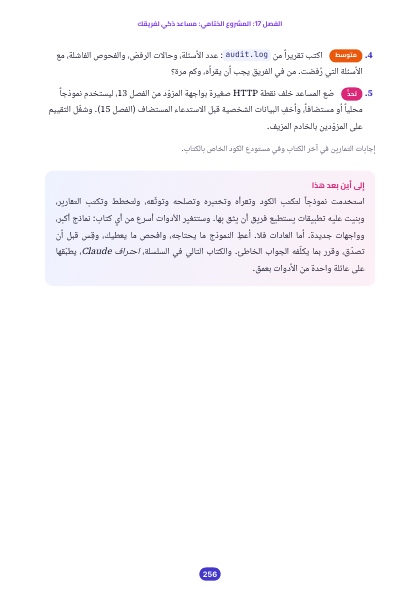 الفصل 17: المشروع الختامي: مساعد ذكي لفريقك
4. متوسط اكتب تقريراً من audit.log: عدد الأسئلة، وحالات الرفض، والفحوص الفاشلة، مع
الأسئلة التي رُفضت. من في الفريق يجب أن يقرأه، وكم مرة؟
5. تحدٍّ ضع المساعد خلف نقطة HTTP صغيرة بواجهة المزوّد من الفصل 13، ليستخدم نموذجاً
محلياً أو مستضافاً، وأخفِ البيانات الشخصية قبل الاستدعاء المستضاف (الفصل 15). وشغّل التقييم
على المزوّدين بالخادم المزيف.
إجابات التمارين في آخر الكتاب وفي مستودع الكود الخاص بالكتاب.
إلى أين بعد هذا
استخدمت نموذجاً لتكتب الكود وتقرأه وتختبره وتصلحه وتوثّقه، ولتخطط وتكتب التقارير،
وبنيت عليه تطبيقات يستطيع فريق أن يثق بها. وستتغير الأدوات أسرع من أي كتاب: نماذج أكبر،
وواجهات جديدة. أما العادات فلا. أعطِ النموذج ما يحتاجه، وافحص ما يعطيك، وقِس قبل أن
تصدّق، وقرر بما يكلّفه الجواب الخاطئ. والكتاب التالي في السلسلة، احتراف Claude، يطبّقها
على عائلة واحدة من الأدوات بعمق.
256